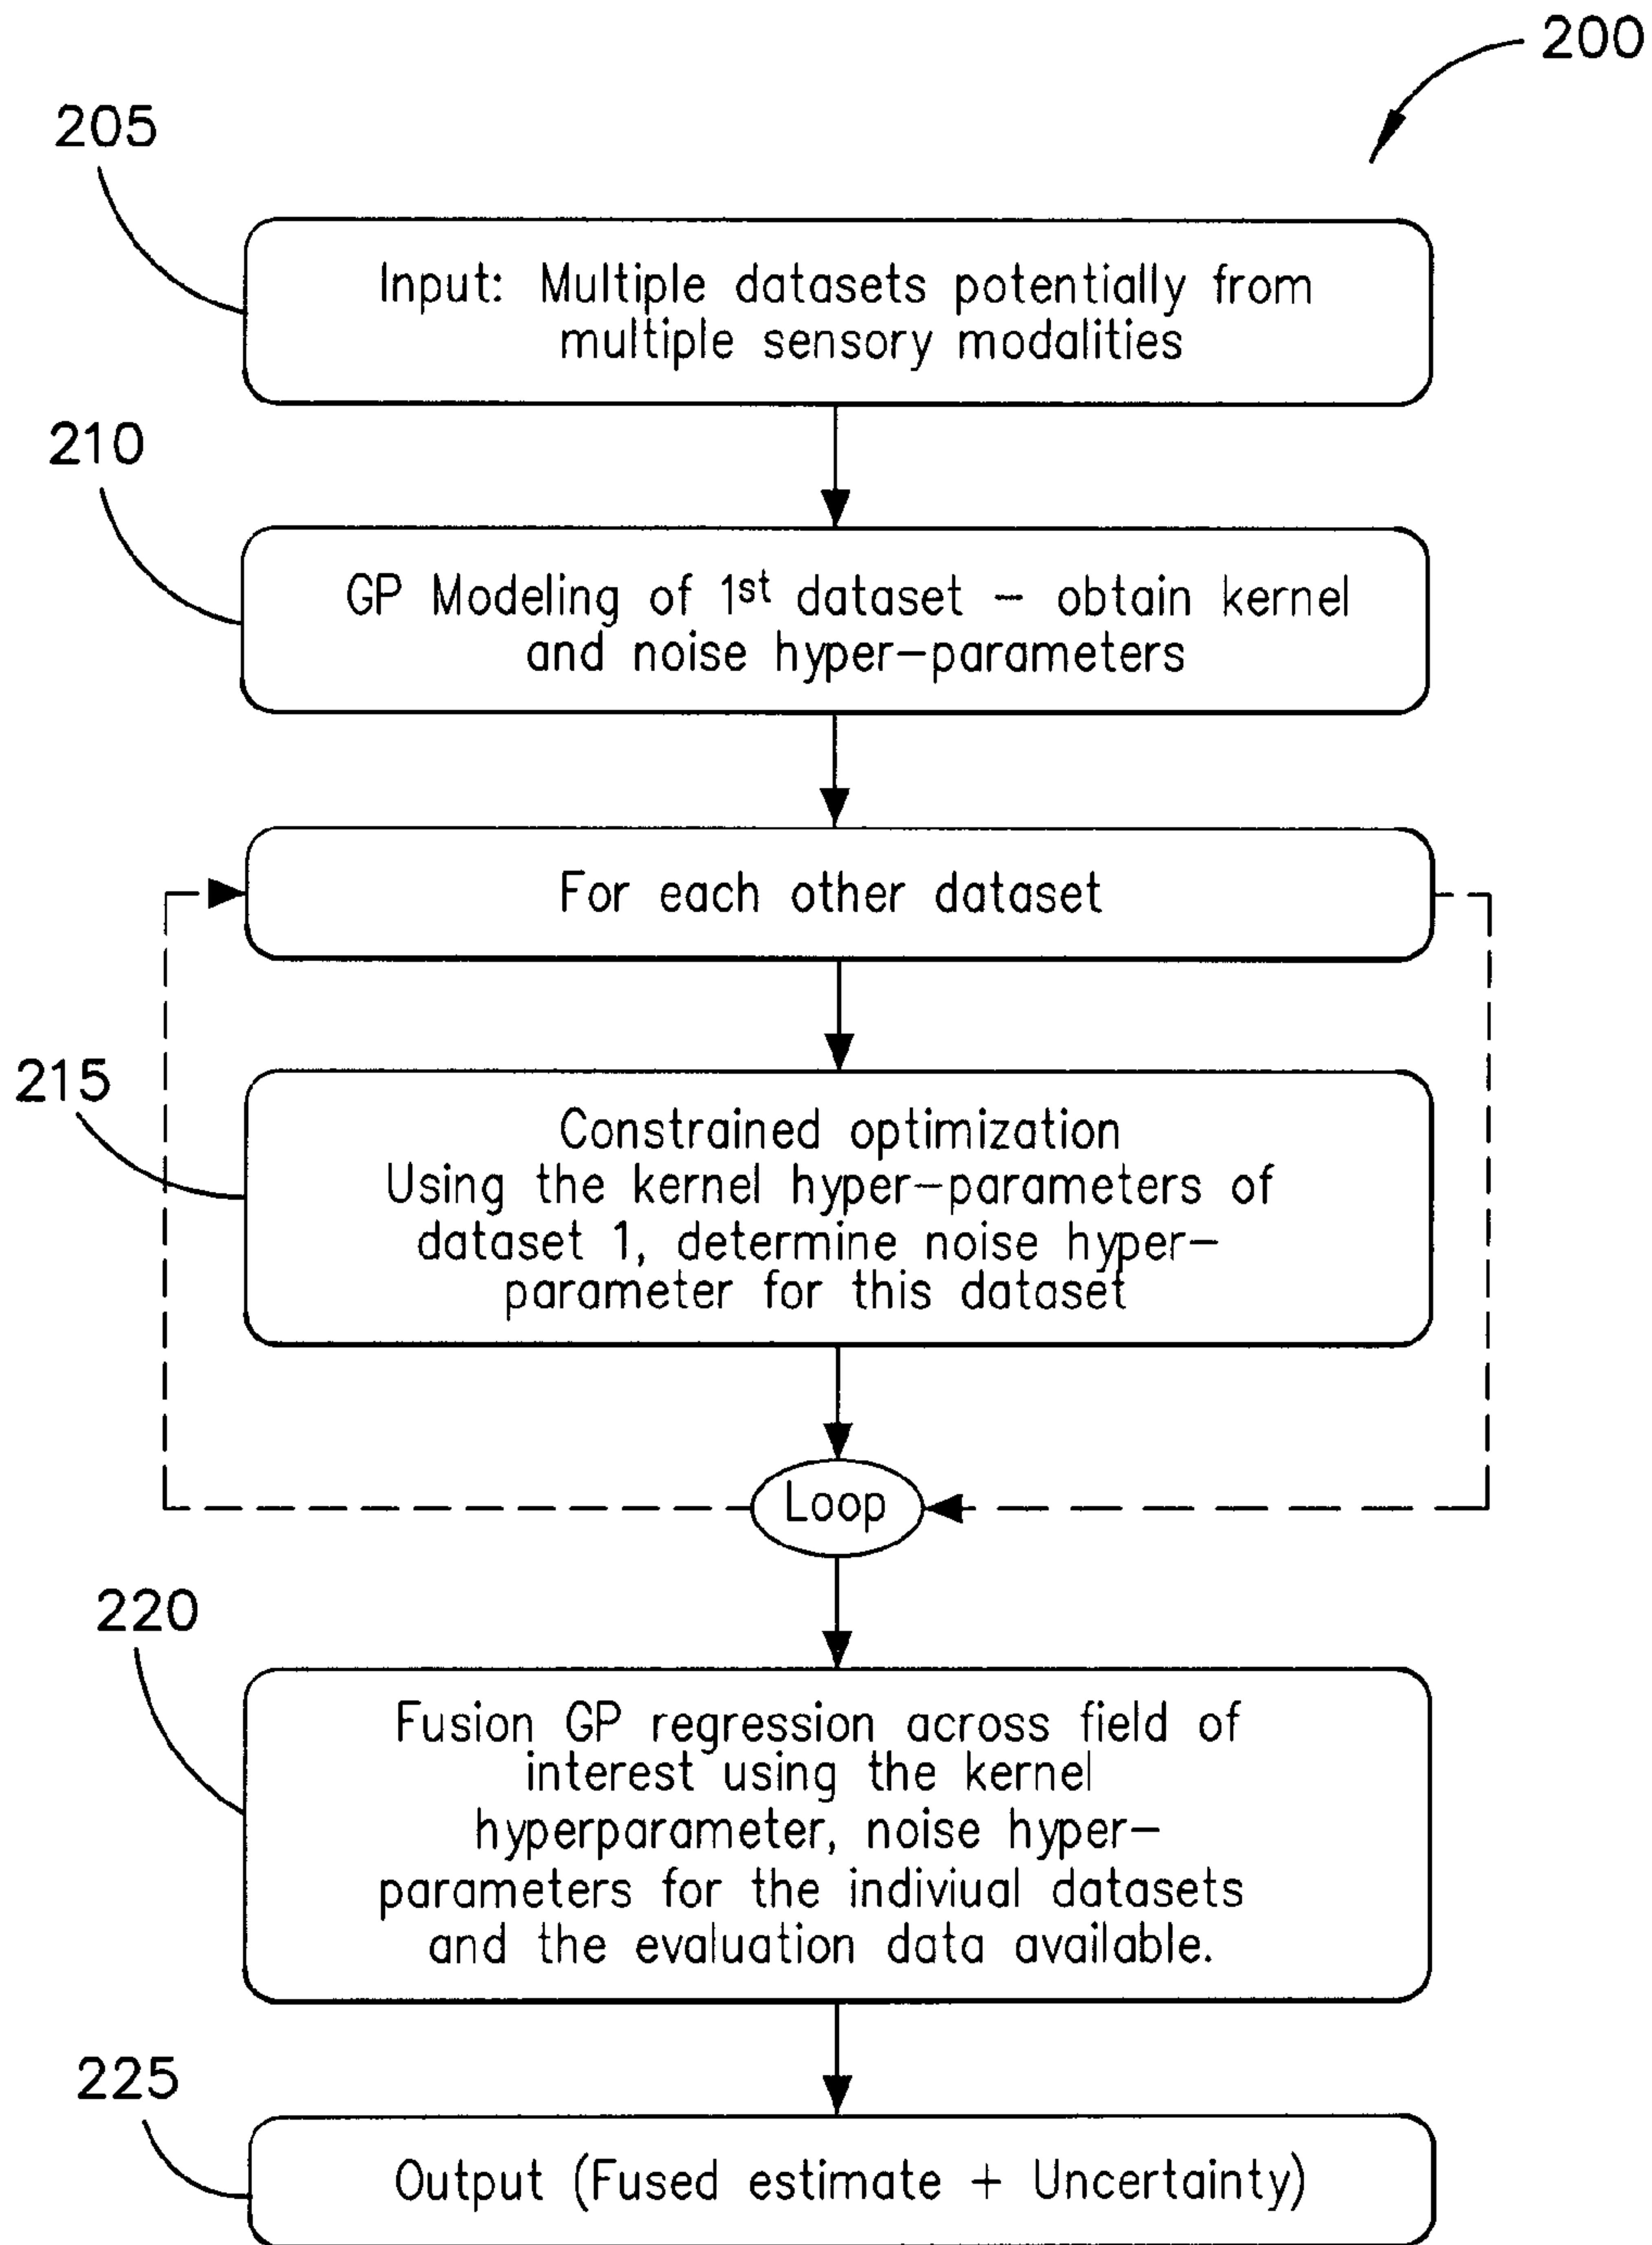 200
205
Input: Multiple datasets potentially from
multiple sensory modalities
210
GP Modeling of 1st dataset – obtain kernel
and noise hyper–parameters
For each other dataset
215
Constrained optimization
Using the kernel hyper–parameters of
dataset 1, determine noise hyper–
parameter for this dataset
Loop
220
Fusion GP regression across field of
interest using the kernel
hyperparameter, noise hyper–
parameters for the indiviual datasets
and the evaluation data available.
225
Output (Fused estimate + Uncertainty)